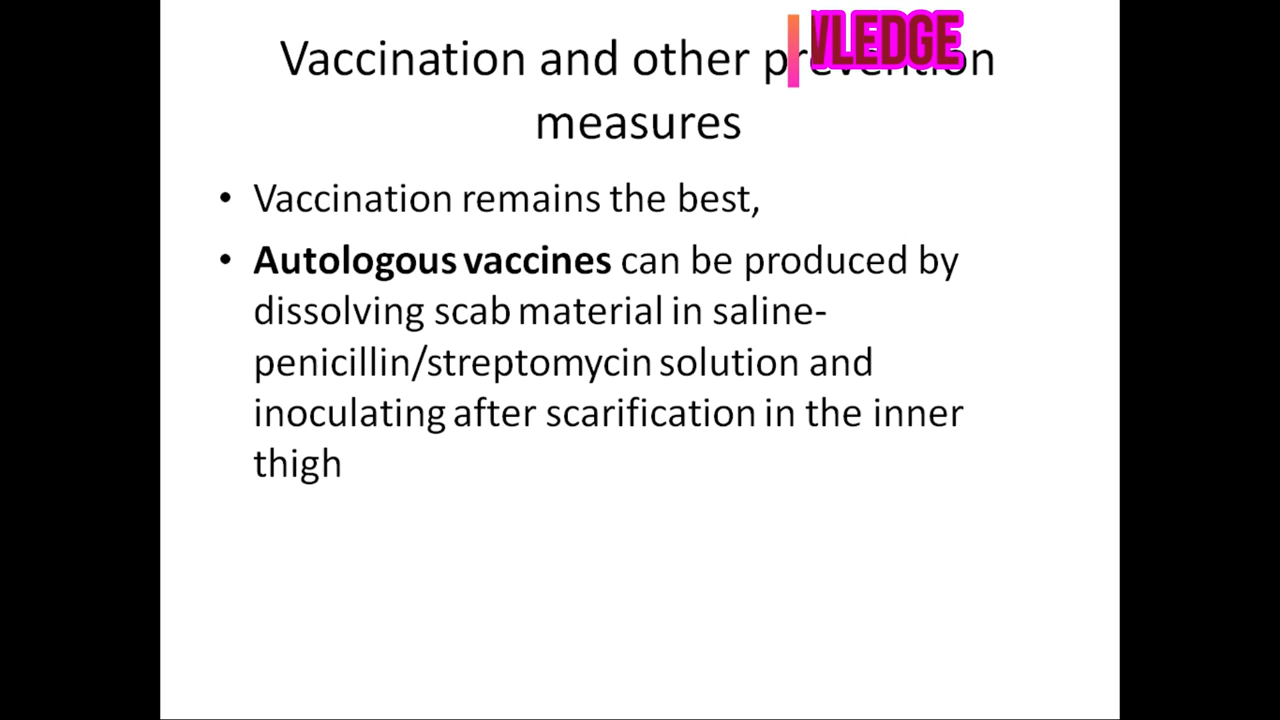 Vaccination and other prevention
measures
• Vaccination remains the best,
• Autologous vaccines can be produced by
dissolving scab material in saline-
penicillin/streptomycin solution and
inoculating after scarification in the inner
thigh